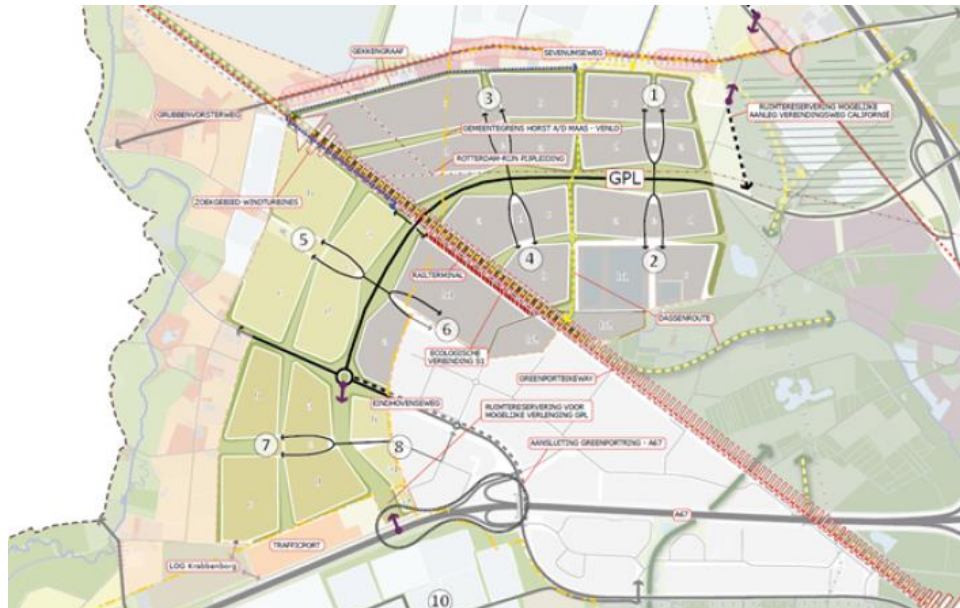 GEKKENGRAAF
SEVENUMSEWEG
GRUBBENVORSTERWEG
3
1
RUIMTERESERVERING MOGELIJKE
AANLEG VERBINDINGSWEG CALIFORNIË
GEMEENTEGRENS HORST A/D MAAS - VENLO
ROTTERDAM-RIJN PIJPLEIDING
GPL
ZOEKGEBIED WINDTURBINES
5
4
2
RAILTERMINAL
6
DASSENROUTE
ECOLOGISCHE
VERBINDING S1
GREENPORTBIKEWAY
EINDHOVENSEWEG
RUIMTERESERVERING VOOR
MOGELIJKE VERLENGING GPL
7
8
AANSLUITING GREENPORTRING - A67
A67
TRAFFICPORT
LOG Krabbenborg
10